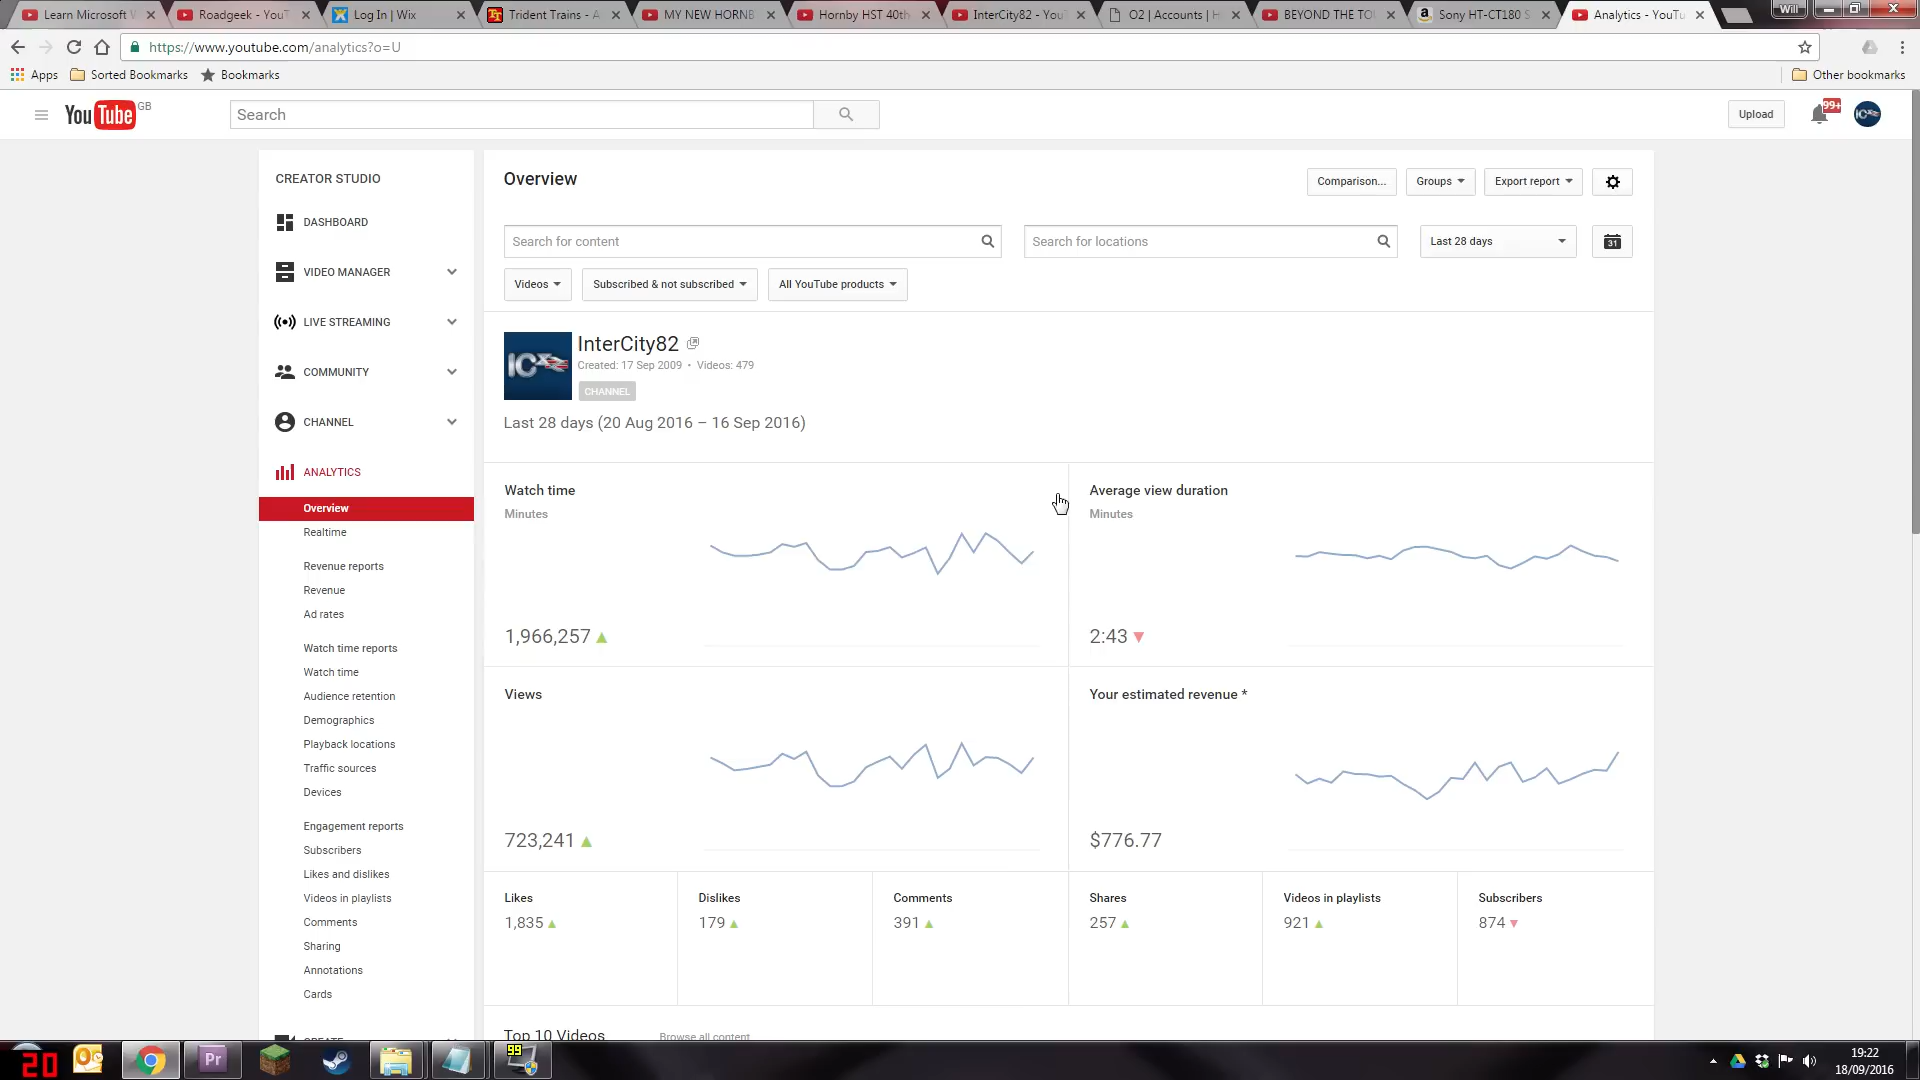 Learn Microsoft W
Roadgeek - YouTu
Log In | Wix
Trident Trains - A
MY NEW HORNB
Hornby HST 40th
InterCity82 - YouT
O2 | Accounts | H
BEYOND THE TOU
Sony HT-CT180 S
Analytics - YouTu
Will
https://www.youtube.com/analytics?o=U
Apps
Sorted Bookmarks
Bookmarks
Other bookmarks
YouTube GB
Search
Upload
99+
CREATOR STUDIO
DASHBOARD
VIDEO MANAGER
LIVE STREAMING
COMMUNITY
CHANNEL
ANALYTICS
Overview
Realtime
Revenue reports
Revenue
Ad rates
Watch time reports
Watch time
Audience retention
Demographics
Playback locations
Traffic sources
Devices
Engagement reports
Subscribers
Likes and dislikes
Videos in playlists
Comments
Sharing
Annotations
Cards
CREATE
Overview
Comparison...
Groups
Export report
Search for content
Search for locations
Last 28 days
31
Videos
Subscribed & not subscribed
All YouTube products
InterCity82
Created: 17 Sep 2009 • Videos: 479
CHANNEL
Last 28 days (20 Aug 2016 – 16 Sep 2016)
Watch time
Minutes
1,966,257
Average view duration
Minutes
2:43
Views
723,241
Your estimated revenue *
$776.77
Likes
1,835
Dislikes
179
Comments
391
Shares
257
Videos in playlists
921
Subscribers
874
Top 10 Videos
Browse all content
20
Pr
99
19:22
18/09/2016